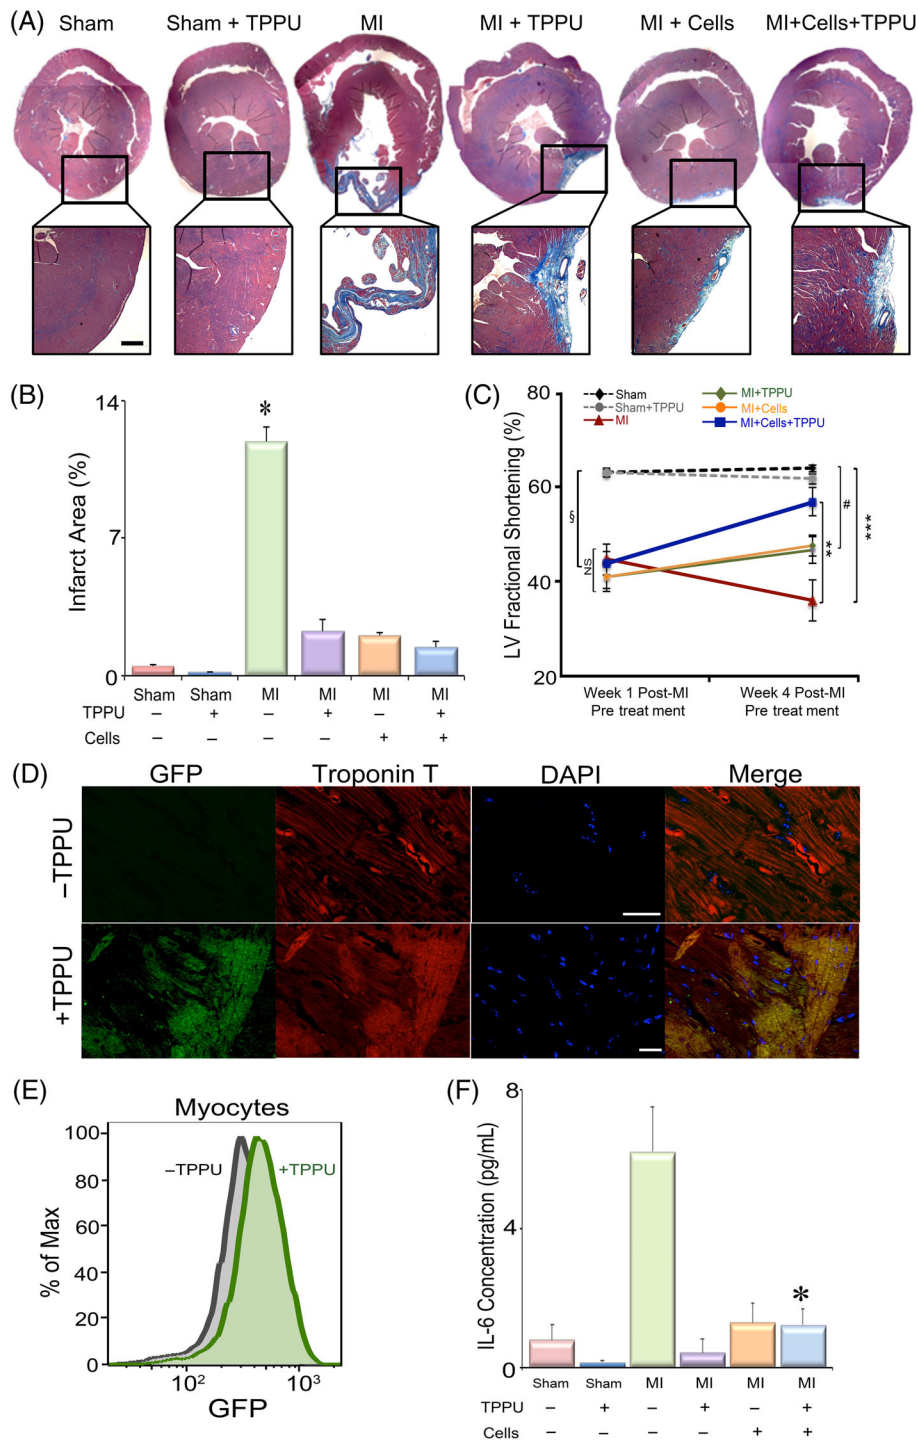 (A)
Sham Sham + TPPU MI MI + TPPU MI + Cells MI+Cells+TPPU
(B)
Infarct Area (%)
14
7
0
*
Sham Sham MI MI MI MI
TPPU – + – + – +
Cells – – – – + +
(C)
LV Fractional Shortening (%)
80
60
40
20
Sham
Sham+TPPU
MI
MI+TPPU
MI+Cells
MI+Cells+TPPU
§
NS
**
#
***
Week 1 Post-MI Week 4 Post-MI
Pre treat ment Pre treat ment
(D)
GFP Troponin T DAPI Merge
–TPPU
+TPPU
(E)
Myocytes
% of Max
100
80
60
40
20
0
–TPPU +TPPU
10² 10³
GFP
(F)
IL-6 Concentration (pg/mL)
8
4
0
*
Sham Sham MI MI MI MI
TPPU – + – + – +
Cells – – – – + +